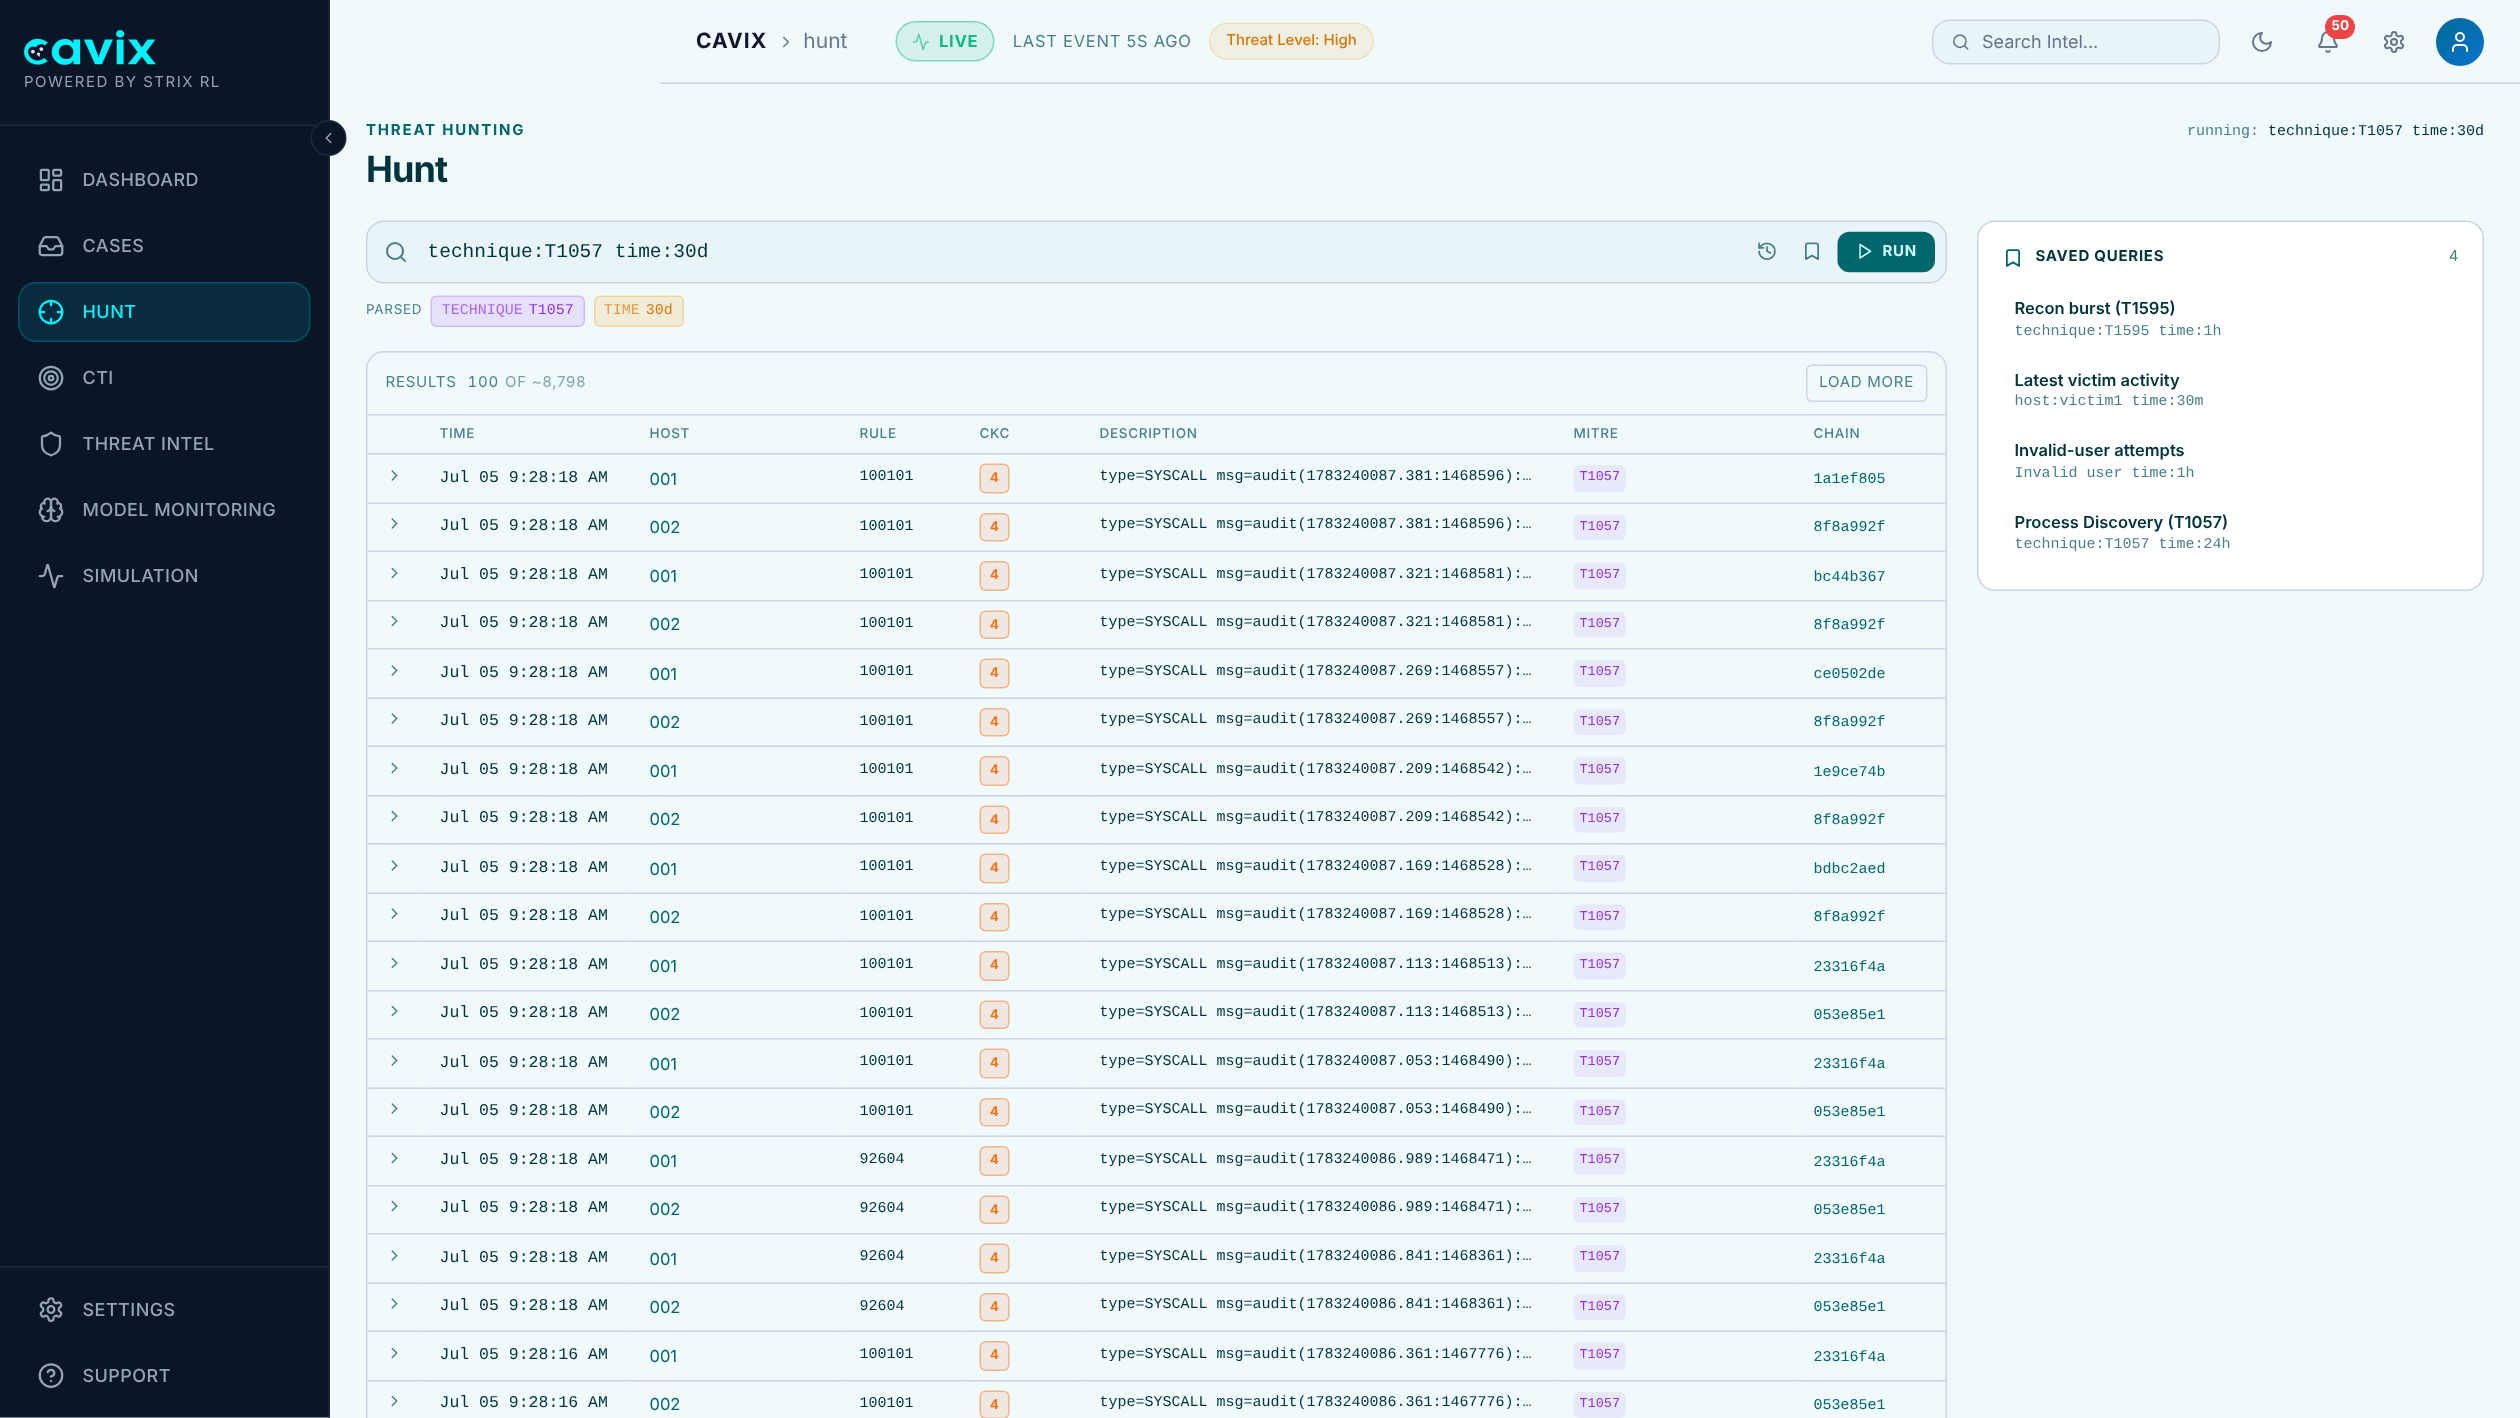 cavix
POWERED BY STRIX RL
DASHBOARD
CASES
HUNT
CTI
THREAT INTEL
MODEL MONITORING
SIMULATION
SETTINGS
SUPPORT
CAVIX > hunt
LIVE
LAST EVENT 5S AGO
Threat Level: High
Search Intel...
50
THREAT HUNTING
Hunt
running: technique:T1057 time:30d
technique:T1057 time:30d
RUN
PARSED TECHNIQUE T1057 TIME 30d
RESULTS 100 OF ~8,798
LOAD MORE
TIME HOST RULE CKC DESCRIPTION MITRE CHAIN
Jul 05 9:28:18 AM 001 100101 4 type=SYSCALL msg=audit(1783240087.381:1468596):… T1057 1a1ef805
Jul 05 9:28:18 AM 002 100101 4 type=SYSCALL msg=audit(1783240087.381:1468596):… T1057 8f8a992f
Jul 05 9:28:18 AM 001 100101 4 type=SYSCALL msg=audit(1783240087.321:1468581):… T1057 bc44b367
Jul 05 9:28:18 AM 002 100101 4 type=SYSCALL msg=audit(1783240087.321:1468581):… T1057 8f8a992f
Jul 05 9:28:18 AM 001 100101 4 type=SYSCALL msg=audit(1783240087.269:1468557):… T1057 ce0502de
Jul 05 9:28:18 AM 002 100101 4 type=SYSCALL msg=audit(1783240087.269:1468557):… T1057 8f8a992f
Jul 05 9:28:18 AM 001 100101 4 type=SYSCALL msg=audit(1783240087.209:1468542):… T1057 1e9ce74b
Jul 05 9:28:18 AM 002 100101 4 type=SYSCALL msg=audit(1783240087.209:1468542):… T1057 8f8a992f
Jul 05 9:28:18 AM 001 100101 4 type=SYSCALL msg=audit(1783240087.169:1468528):… T1057 bdbc2aed
Jul 05 9:28:18 AM 002 100101 4 type=SYSCALL msg=audit(1783240087.169:1468528):… T1057 8f8a992f
Jul 05 9:28:18 AM 001 100101 4 type=SYSCALL msg=audit(1783240087.113:1468513):… T1057 23316f4a
Jul 05 9:28:18 AM 002 100101 4 type=SYSCALL msg=audit(1783240087.113:1468513):… T1057 053e85e1
Jul 05 9:28:18 AM 001 100101 4 type=SYSCALL msg=audit(1783240087.053:1468490):… T1057 23316f4a
Jul 05 9:28:18 AM 002 100101 4 type=SYSCALL msg=audit(1783240087.053:1468490):… T1057 053e85e1
Jul 05 9:28:18 AM 001 92604 4 type=SYSCALL msg=audit(1783240086.989:1468471):… T1057 23316f4a
Jul 05 9:28:18 AM 002 92604 4 type=SYSCALL msg=audit(1783240086.989:1468471):… T1057 053e85e1
Jul 05 9:28:18 AM 001 92604 4 type=SYSCALL msg=audit(1783240086.841:1468361):… T1057 23316f4a
Jul 05 9:28:18 AM 002 92604 4 type=SYSCALL msg=audit(1783240086.841:1468361):… T1057 053e85e1
Jul 05 9:28:16 AM 001 100101 4 type=SYSCALL msg=audit(1783240086.361:1467776):… T1057 23316f4a
Jul 05 9:28:16 AM 002 100101 4 type=SYSCALL msg=audit(1783240086.361:1467776):… T1057 053e85e1
SAVED QUERIES 4
Recon burst (T1595)
technique:T1595 time:1h
Latest victim activity
host:victim1 time:30m
Invalid-user attempts
Invalid user time:1h
Process Discovery (T1057)
technique:T1057 time:24h